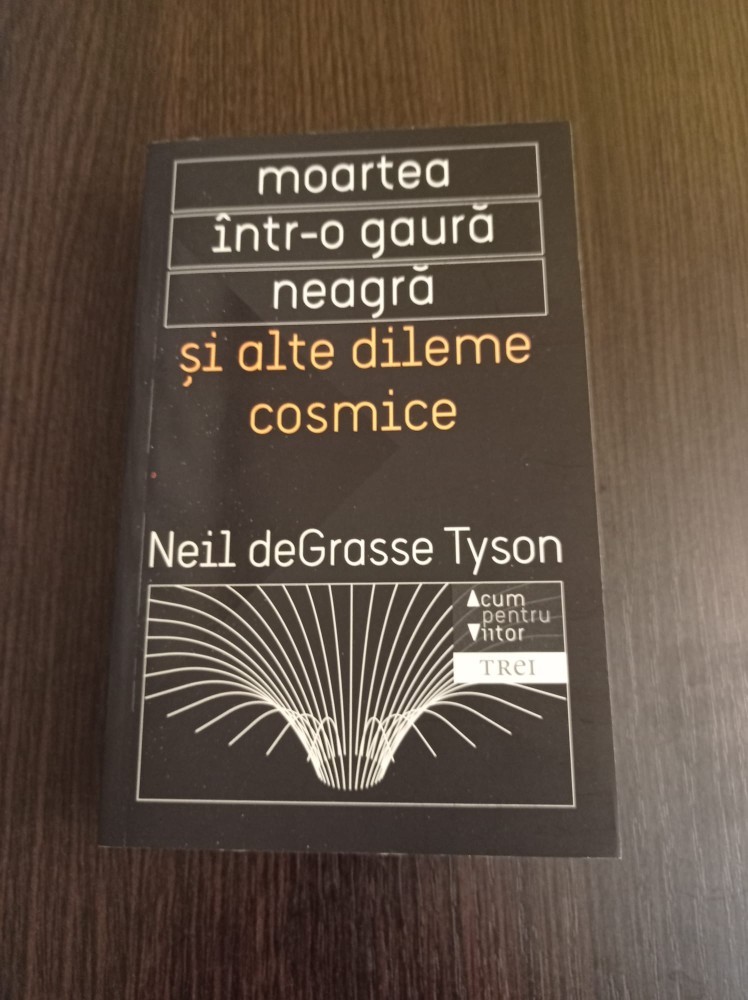 moartea
într-o gaură
neagră
și alte dileme
cosmice
Neil deGrasse Tyson
Acum
pentru
Viitor
TREI